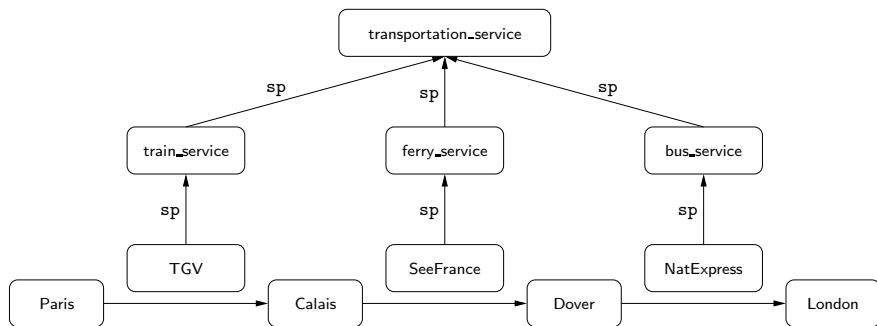 transportation_service
sp sp sp
train_service ferry_service bus_service
sp sp sp
TGV SeeFrance NatExpress
Paris Calais Dover London